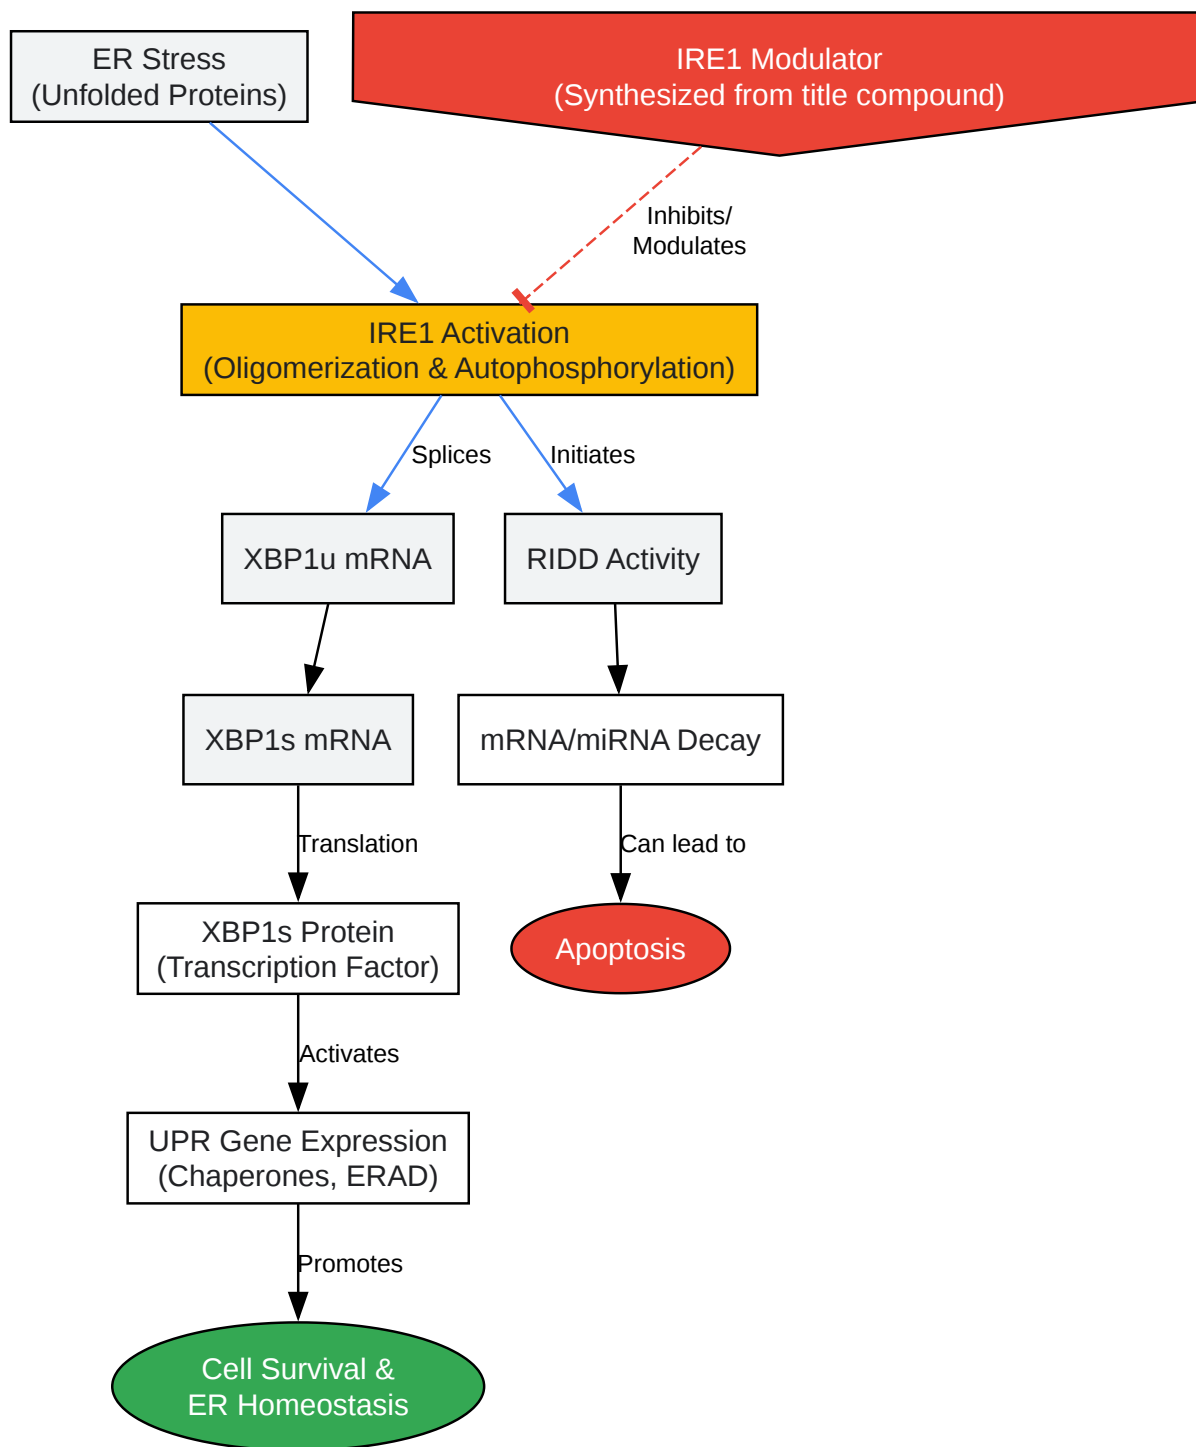 ER Stress
(Unfolded Proteins)
IRE1 Modulator
(Synthesized from title compound)
Inhibits/
Modulates
IRE1 Activation
(Oligomerization & Autophosphorylation)
Splices
Initiates
XBP1u mRNA
RIDD Activity
XBP1s mRNA
mRNA/miRNA Decay
Translation
Can lead to
XBP1s Protein
(Transcription Factor)
Apoptosis
Activates
UPR Gene Expression
(Chaperones, ERAD)
Promotes
Cell Survival &
ER Homeostasis